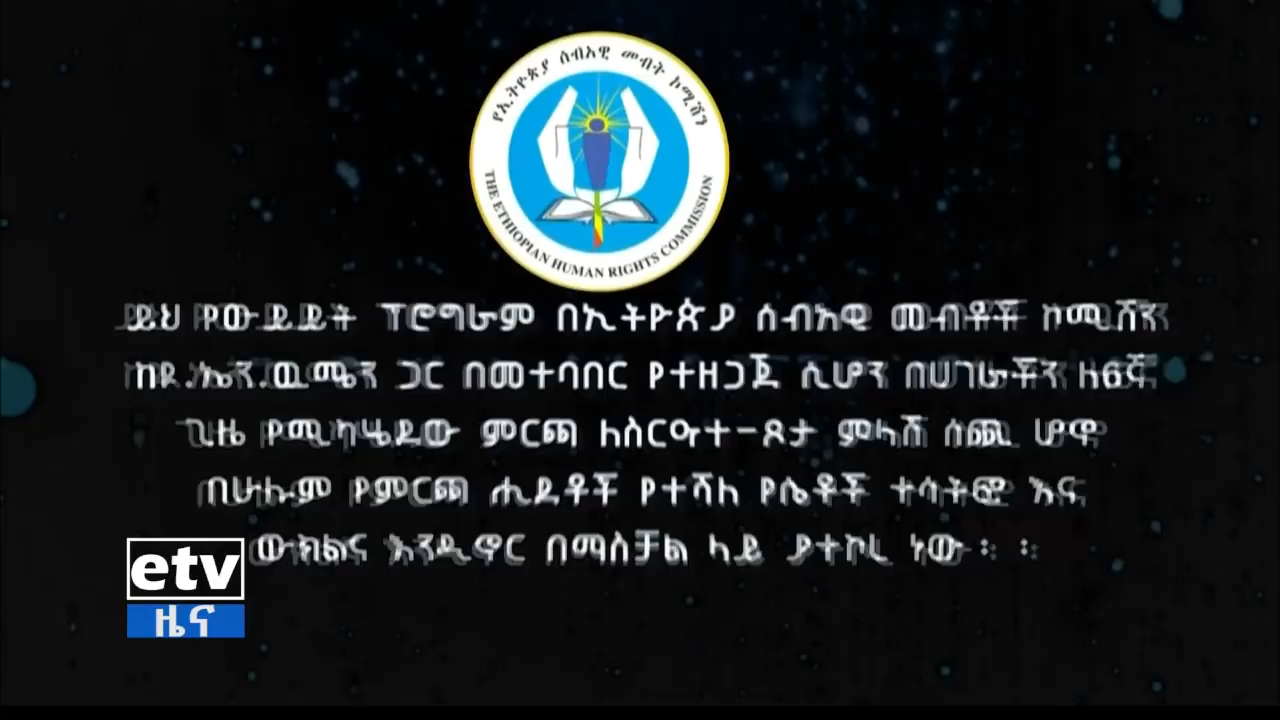 የኢትዮጵያ ሰብአዊ መብት ኮሚሽን
THE ETHIOPIAN HUMAN RIGHTS COMMISSION
ይህ የውይይት ፕሮግራም በኢትዮጵያ ሰብአዊ መብቶች ኮሚሽን
ከዩ.ኤን.ዉሜን ጋር በመተባበር የተዘጋጀ ሲሆን በሀገራችን ለ6ኛ
ጊዜ የሚካሄደው ምርጫ ለስርዓተ-ጾታ ምላሽ ሰጪ ሆኖ
በሁሉም የምርጫ ሒደቶች የተሻለ የሴቶች ተሳትፎ እና
ውክልና እንዲኖር በማስቻል ላይ ያተኮረ ነው፡፡
etv
ዜና